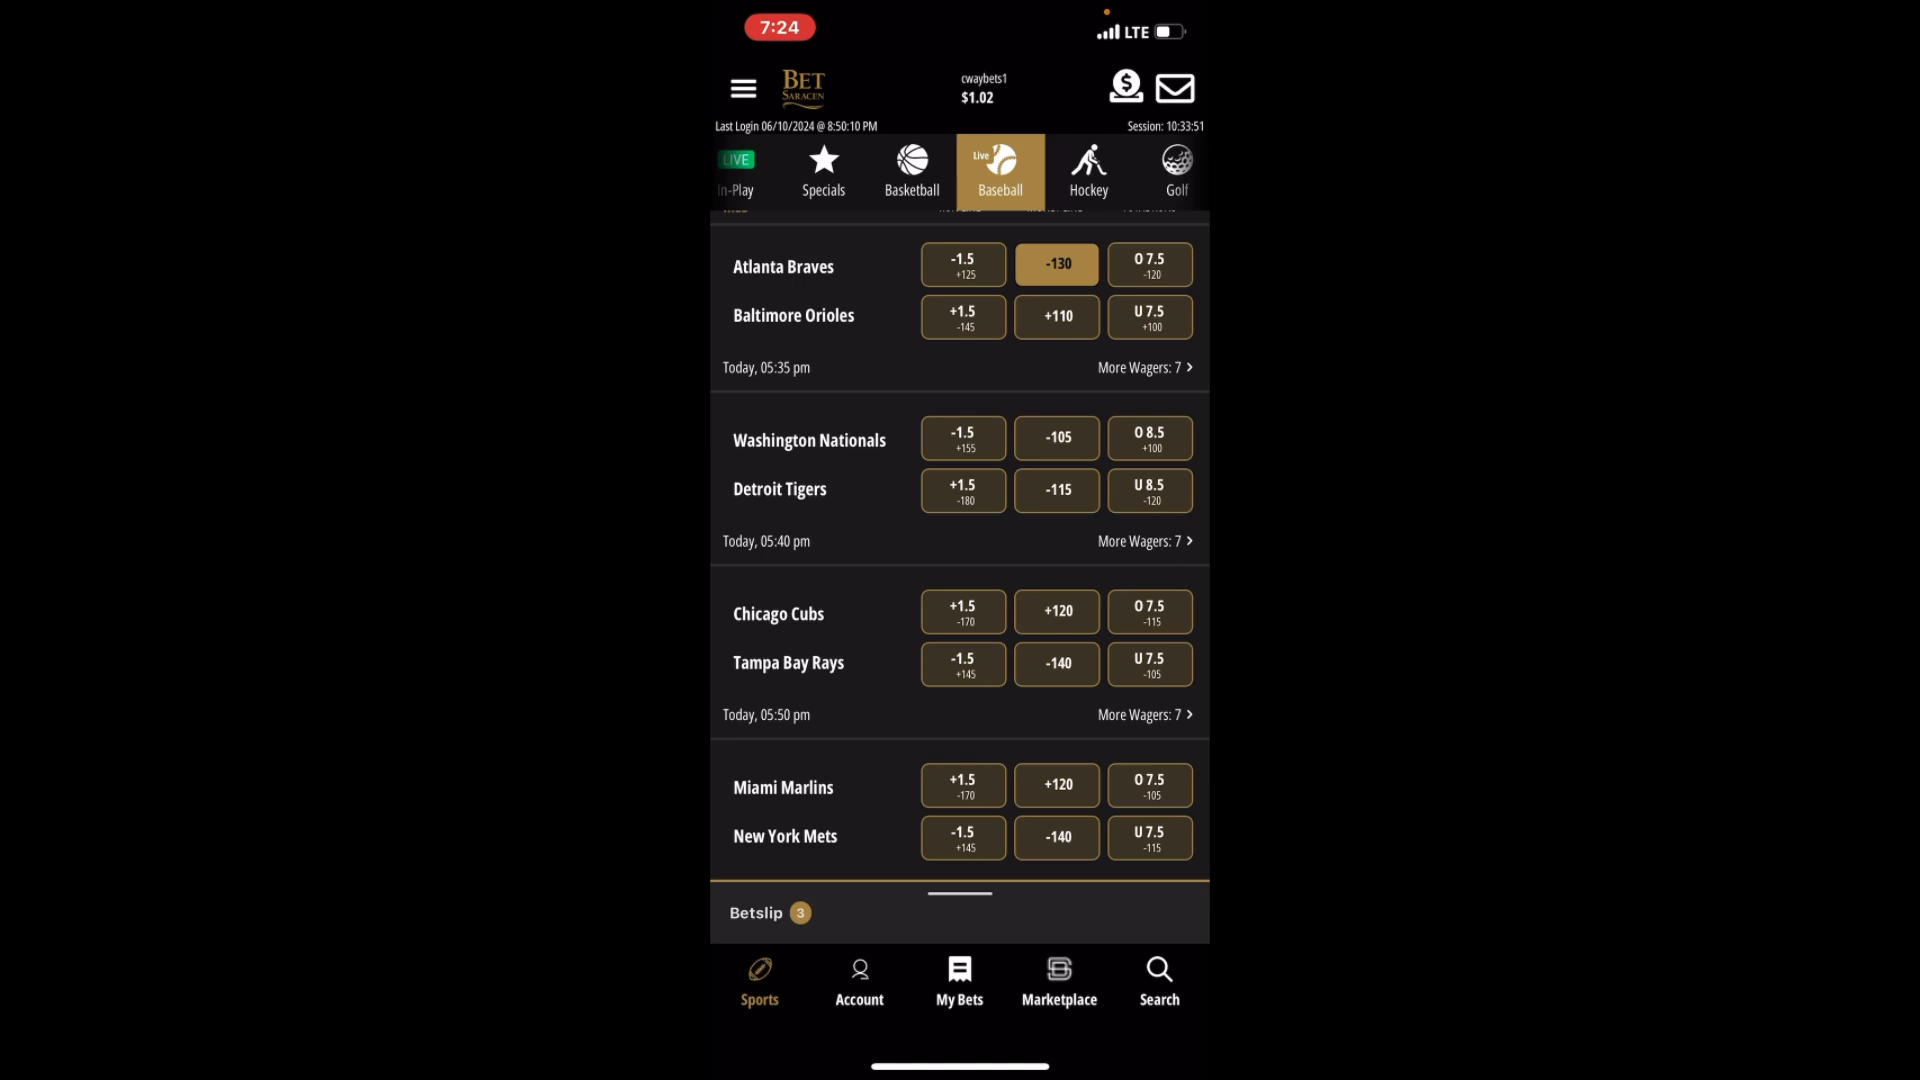 7:24
LTE
BET
SARACEN
cwaybets1
$1.02
Last Login 06/10/2024 @ 8:50:10 PM
Session: 10:33:51
LIVE
Live
In-Play
Specials
Basketball
Baseball
Hockey
Golf
Atlanta Braves
-1.5
+125
-130
O 7.5
-120
Baltimore Orioles
+1.5
-145
+110
U 7.5
+100
Today, 05:35 pm
More Wagers: 7 >
Washington Nationals
-1.5
+155
-105
O 8.5
+100
Detroit Tigers
+1.5
-180
-115
U 8.5
-120
Today, 05:40 pm
More Wagers: 7 >
Chicago Cubs
+1.5
-170
+120
O 7.5
-115
Tampa Bay Rays
-1.5
+145
-140
U 7.5
-105
Today, 05:50 pm
More Wagers: 7 >
Miami Marlins
+1.5
-170
+120
O 7.5
-105
New York Mets
-1.5
+145
-140
U 7.5
-115
Betslip 3
Sports
Account
My Bets
Marketplace
Search